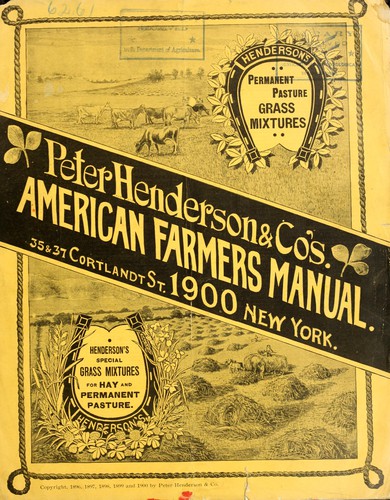 6261
HENDERSON'S
PERMANENT
PASTURE
GRASS
MIXTURES
Peter Henderson & Co's.
AMERICAN FARMERS MANUAL.
35 & 37 CORTLANDT ST. 1900 NEW YORK.
HENDERSON'S
SPECIAL
GRASS MIXTURES
FOR HAY AND
PERMANENT
PASTURE.
HENDERSON'S
Copyright, 1896, 1897, 1898, 1899 and 1900 by Peter Henderson & Co.